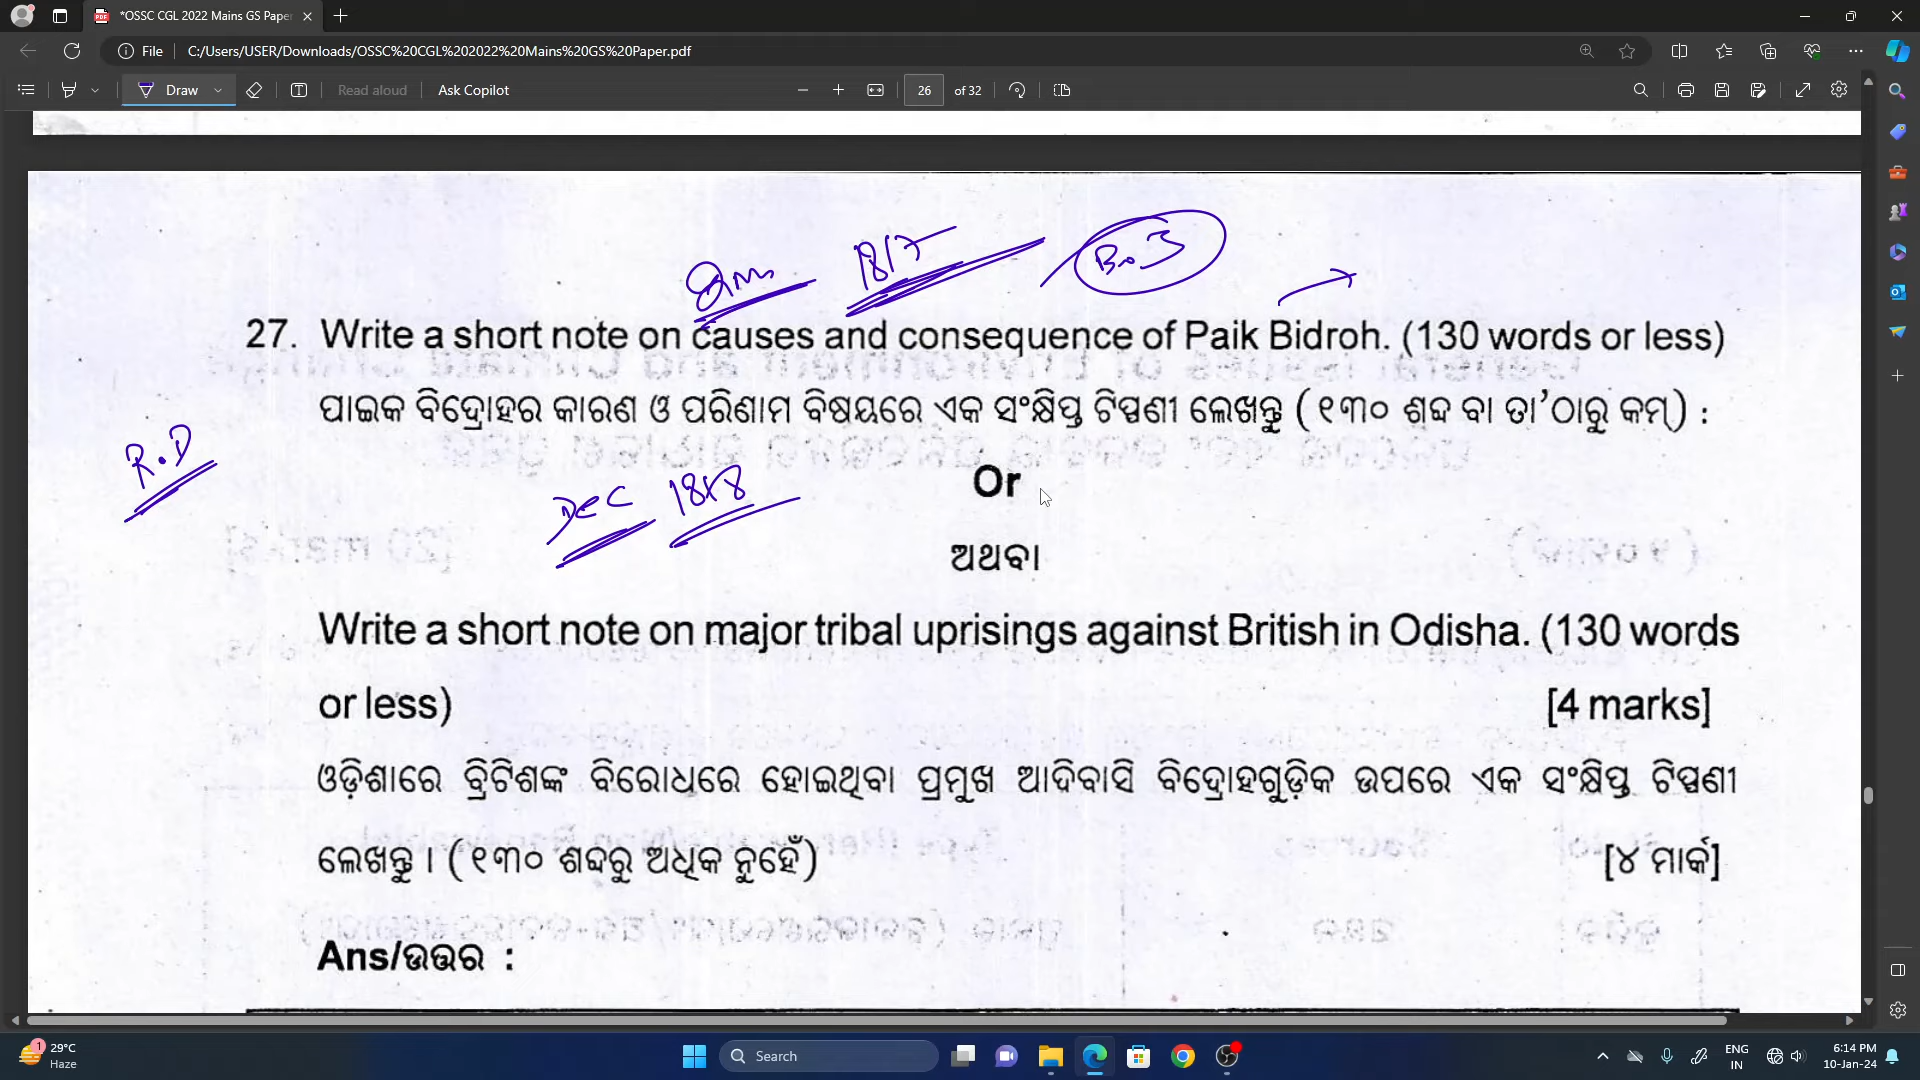 *OSSC CGL 2022 Mains GS Paper
File C:/Users/USER/Downloads/OSSC%20CGL%202022%20Mains%20GS%20Paper.pdf
Draw Read aloud Ask Copilot 26 of 32
1817 B.J
27. Write a short note on causes and consequence of Paik Bidroh. (130 words or less)
ପାଇକ ବିଦ୍ରୋହର କାରଣ ଓ ପରିଣାମ ବିଷୟରେ ଏକ ସଂକ୍ଷିପ୍ତ ଟିପ୍ପଣୀ ଲେଖନ୍ତୁ (୧୩୦ ଶବ୍ଦ ବା ତା'ଠାରୁ କମ୍) :
R.D
Or
DEC 18
ଅଥବା
Write a short note on major tribal uprisings against British in Odisha. (130 words
or less) [4 marks]
ଓଡ଼ିଶାରେ ବ୍ରିଟିଶଙ୍କ ବିରୋଧରେ ହୋଇଥିବା ପ୍ରମୁଖ ଆଦିବାସି ବିଦ୍ରୋହଗୁଡ଼ିକ ଉପରେ ଏକ ସଂକ୍ଷିପ୍ତ ଟିପ୍ପଣୀ
ଲେଖନ୍ତୁ । (୧୩୦ ଶବ୍ଦରୁ ଅଧିକ ନୁହେଁ) [୪ ମାର୍କ]
Ans/ଉତ୍ତର :
1 29°C
Haze
Search
ENG
IN
6:14 PM
10-Jan-24